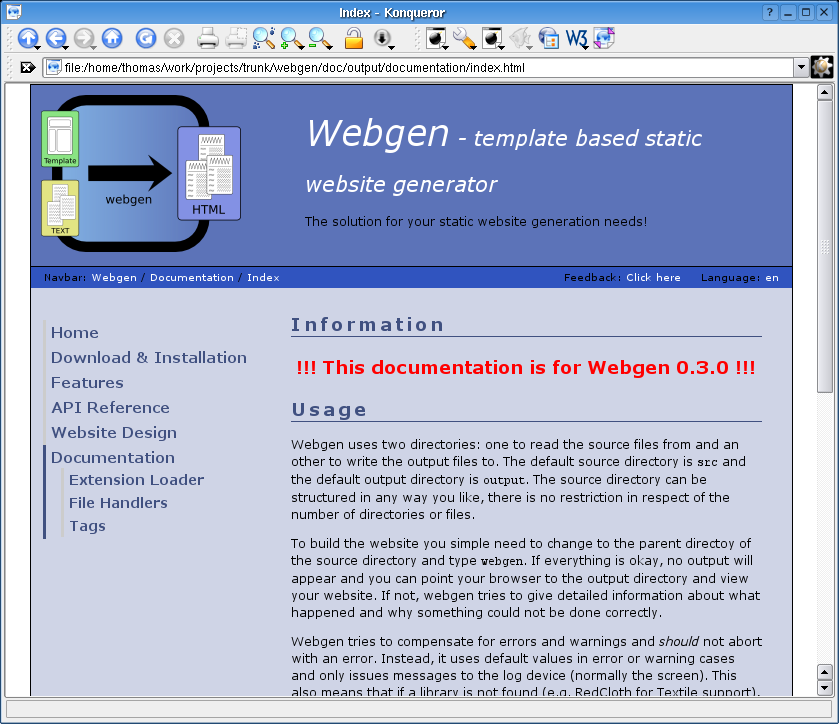 Index - Konqueror
file:/home/thomas/work/projects/trunk/webgen/doc/output/documentation/index.html
Template
TEXT
webgen
HTML
Webgen - template based static
website generator
The solution for your static website generation needs!
Navbar: Webgen / Documentation / Index
Feedback: Click here Language: en
Home
Download & Installation
Features
API Reference
Website Design
Documentation
Extension Loader
File Handlers
Tags
Information
!!! This documentation is for Webgen 0.3.0 !!!
Usage
Webgen uses two directories: one to read the source files from and an
other to write the output files to. The default source directory is src and
the default output directory is output. The source directory can be
structured in any way you like, there is no restriction in respect of the
number of directories or files.
To build the website you simple need to change to the parent directoy of
the source directory and type webgen. If everything is okay, no output will
appear and you can point your browser to the output directory and view
your website. If not, webgen tries to give detailed information about what
happened and why something could not be done correctly.
Webgen tries to compensate for errors and warnings and should not abort
with an error. Instead, it uses default values in error or warning cases
and only issues messages to the log device (normally the screen). This
also means that if a library is not found (e.g. RedCloth for Textile support),